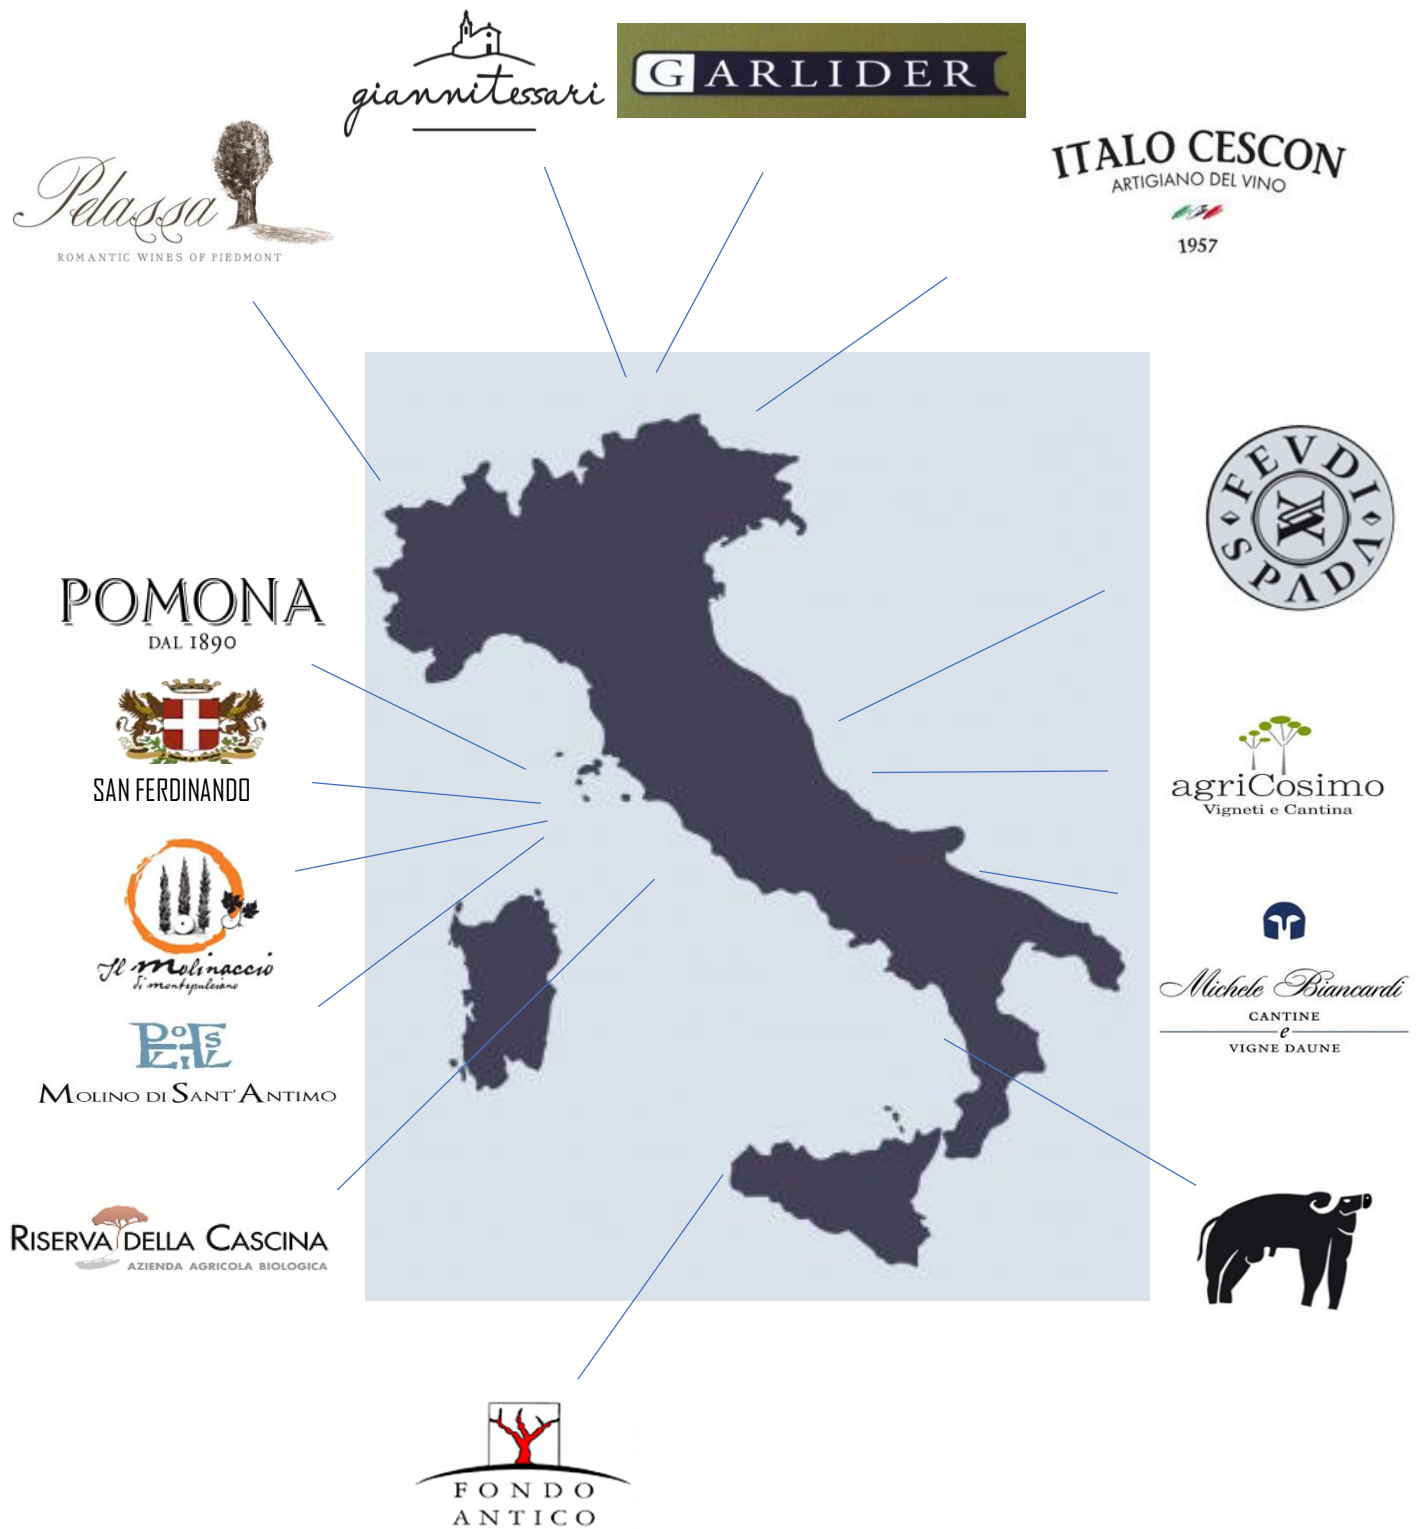 giannitessari
GARLIDER
Pelassa
ROMANTIC WINES OF PIEDMONT
ITALO CESCON
ARTIGIANO DEL VINO
1957
FEVDI
SPADA
POMONA
DAL 1890
SAN FERDINANDO
agriCosimo
Vigneti e Cantina
Il molinaccio
di montepulciano
Michele Biancardi
CANTINE
e
VIGNE DAUNE
MOLINO DI SANT'ANTIMO
RISERVA DELLA CASCINA
AZIENDA AGRICOLA BIOLOGICA
FONDO
ANTICO